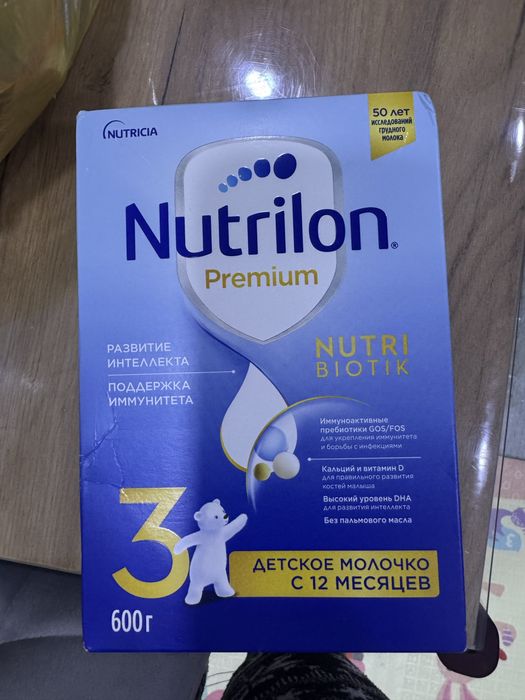 NUTRICIA
50 лет
исследований
грудного
молока
Nutrilon®
Premium
РАЗВИТИЕ
ИНТЕЛЛЕКТА
ПОДДЕРЖКА
ИММУНИТЕТА
NUTRI
BIOTIK
Иммуноактивные
пребиотики GOS/FOS
для укрепления иммунитета
и борьбы с инфекциями
Кальций и витамин D
для правильного развития
костей малыша
Высокий уровень DHA
для развития интеллекта
Без пальмового масла
3
ДЕТСКОЕ МОЛОЧКО
С 12 МЕСЯЦЕВ
600 г